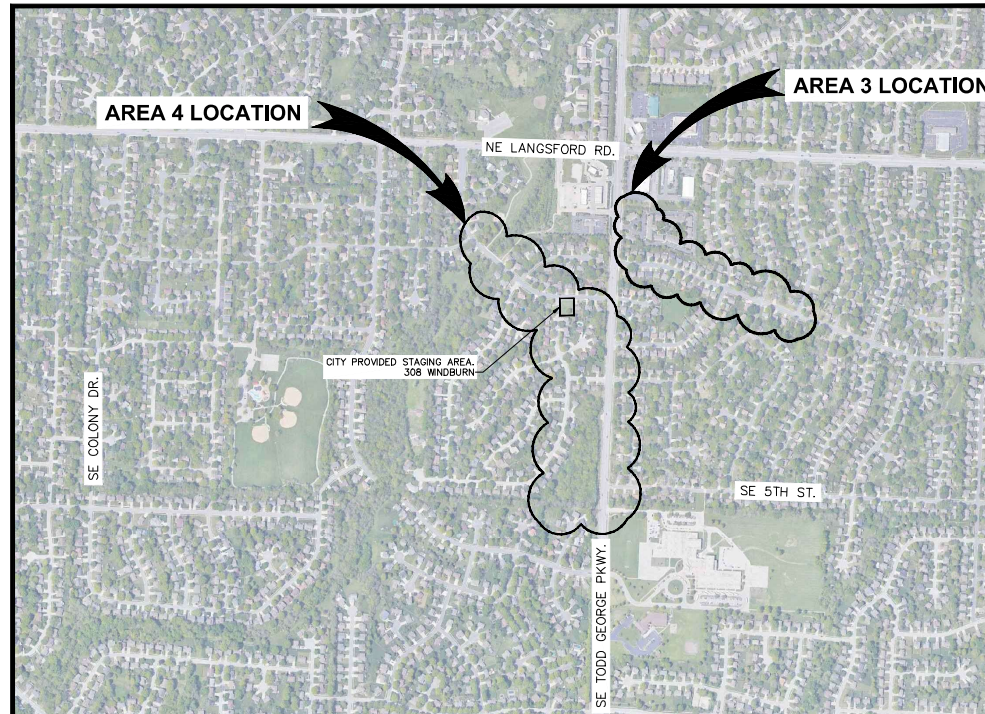 AREA 4 LOCATION
AREA 3 LOCATION
NE LANGSFORD RD.
CITY PROVIDED STAGING AREA.
308 WINDBURN
SE COLONY DR.
SE 5TH ST.
SE TODD GEORGE PKWY.